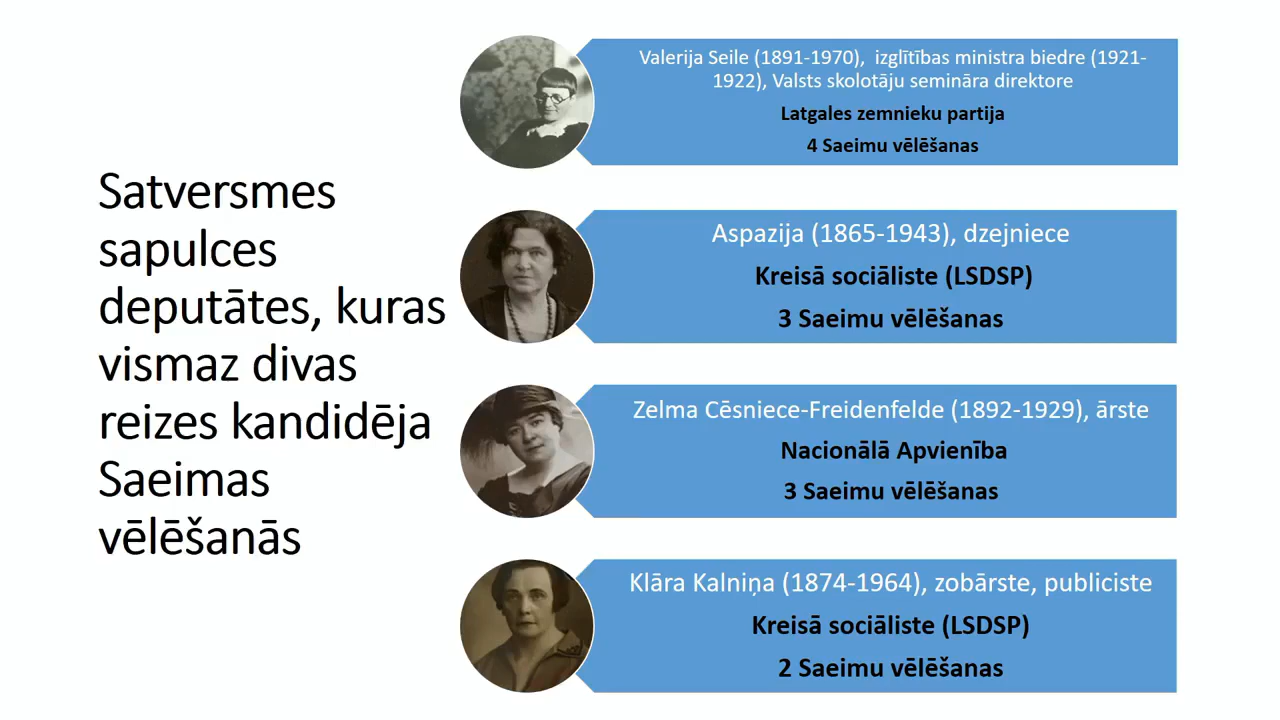 Satversmes
sapulces
deputātes, kuras
vismaz divas
reizes kandidēja
Saeimas
vēlēšanās
Valerija Seile (1891-1970),  izglītības ministra biedre (1921-
1922), Valsts skolotāju semināra direktore
Latgales zemnieku partija
4 Saeimu vēlēšanas
Aspazija (1865-1943), dzejniece
Kreisā sociāliste (LSDSP)
3 Saeimu vēlēšanas
Zelma Cēsniece-Freidenfelde (1892-1929), ārste
Nacionālā Apvienība
3 Saeimu vēlēšanas
Klāra Kalniņa (1874-1964), zobārste, publiciste
Kreisā sociāliste (LSDSP)
2 Saeimu vēlēšanas